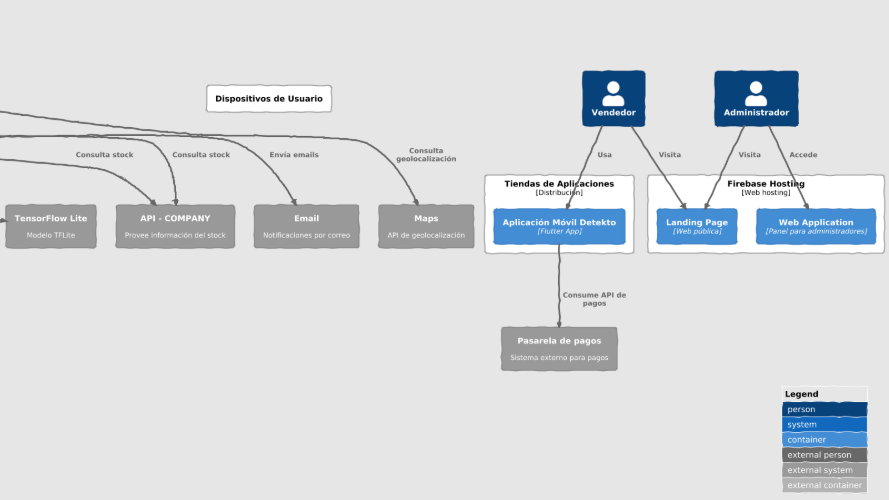 Dispositivos de Usuario
Vendedor
Administrador
Consulta stock
Consulta stock
Envía emails
Consulta
geolocalización
Usa
Visita
Visita
Accede
Tiendas de Aplicaciones
[Distribución]
Firebase Hosting
[Web hosting]
TensorFlow Lite
Modelo TFLite
API - COMPANY
Provee información del stock
Email
Notificaciones por correo
Maps
API de geolocalización
Aplicación Móvil Detekto
[Flutter App]
Landing Page
[Web pública]
Web Application
[Panel para administradores]
Consume API de
pagos
Pasarela de pagos
Sistema externo para pagos
Legend
person
system
container
external person
external system
external container